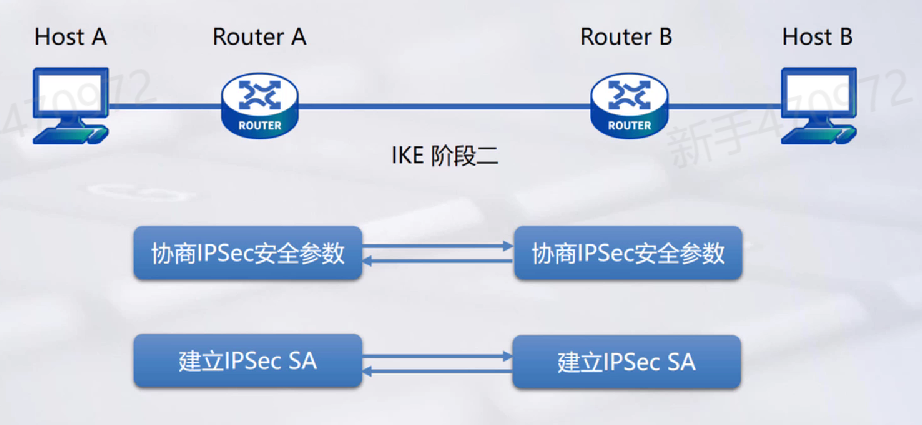 Host A
Router A
Router B
Host B
ROUTER
ROUTER
新手470972
IKE 阶段二
协商IPSec安全参数
协商IPSec安全参数
建立IPSec SA
建立IPSec SA